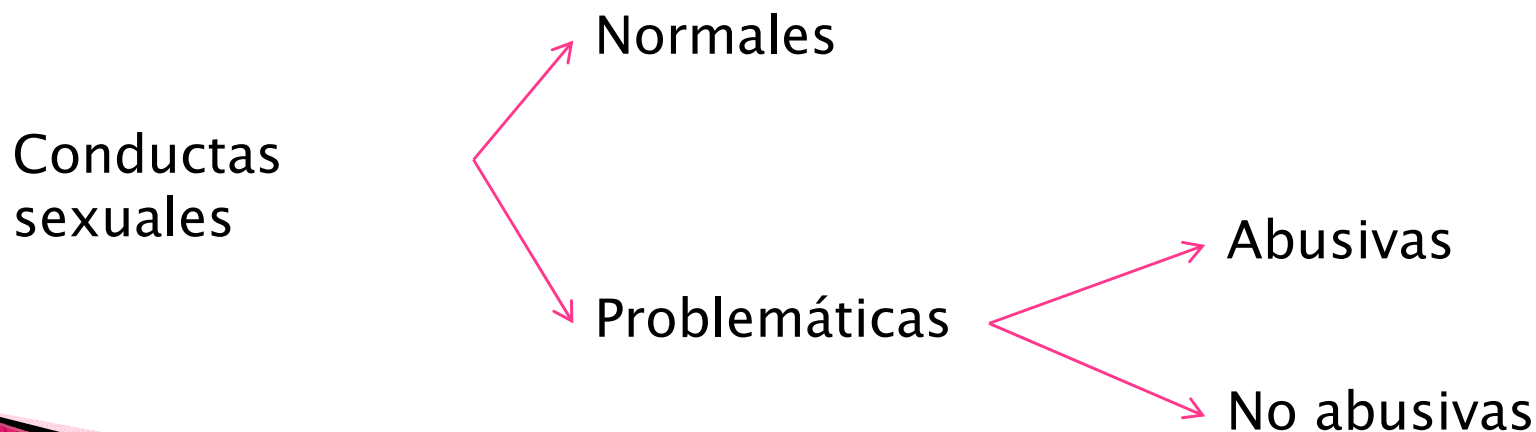 Normales
Conductas
sexuales
Problemáticas
Abusivas
No abusivas